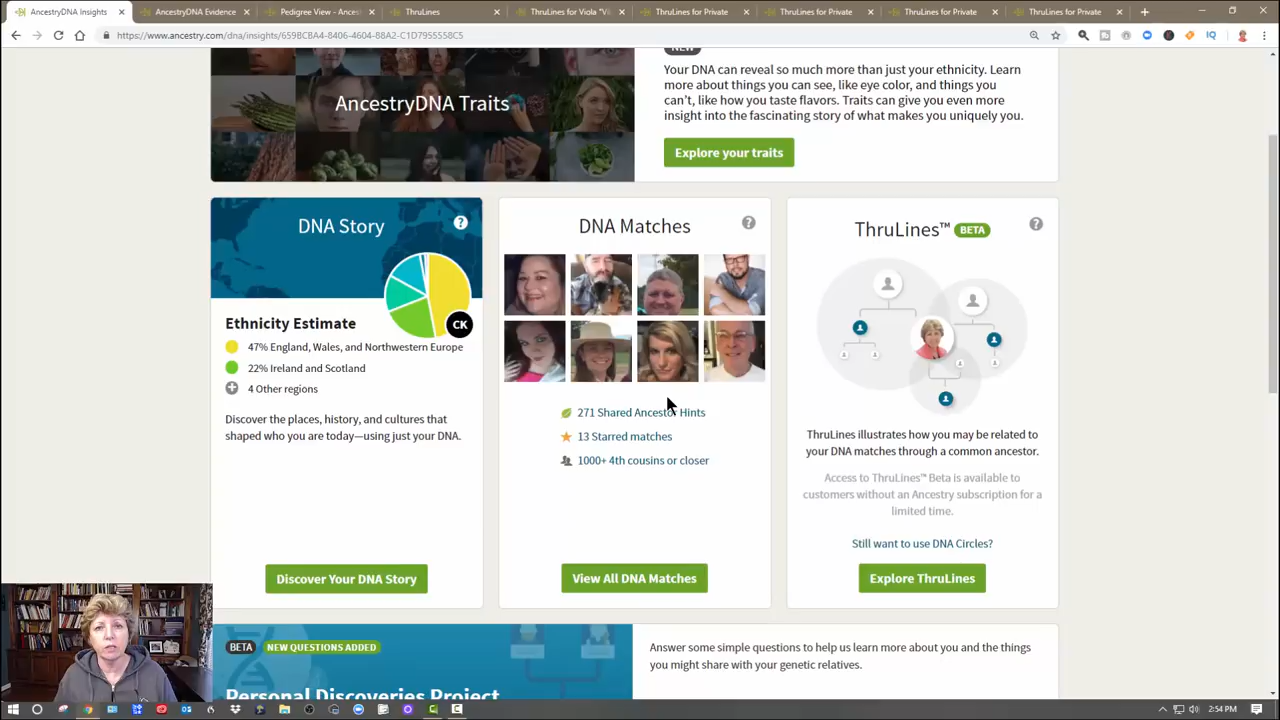 AncestryDNA Insights
AncestryDNA Evidence
Pedigree View - Ances
ThruLines
ThruLines for Viola "Vi
ThruLines for Private
ThruLines for Private
ThruLines for Private
ThruLines for Private
https://www.ancestry.com/dna/insights/659BCBA4-8406-4604-88A2-C1D7955558C5
AncestryDNA Traits
NEW
Your DNA can reveal so much more than just your ethnicity. Learn
more about things you can see, like eye color, and things you
can't, like how you taste flavors. Traits can give you even more
insight into the fascinating story of what makes you uniquely you.
Explore your traits
DNA Story
?
CK
Ethnicity Estimate
47% England, Wales, and Northwestern Europe
22% Ireland and Scotland
4 Other regions
Discover the places, history, and cultures that
shaped who you are today—using just your DNA.
Discover Your DNA Story
DNA Matches
?
271 Shared Ancestor Hints
13 Starred matches
1000+ 4th cousins or closer
View All DNA Matches
ThruLines™ BETA
?
ThruLines illustrates how you may be related to
your DNA matches through a common ancestor.
Access to ThruLines™ Beta is available to
customers without an Ancestry subscription for a
limited time.
Still want to use DNA Circles?
Explore ThruLines
BETA NEW QUESTIONS ADDED
Personal Discoveries Project
Answer some simple questions to help us learn more about you and the things
you might share with your genetic relatives.
2:54 PM